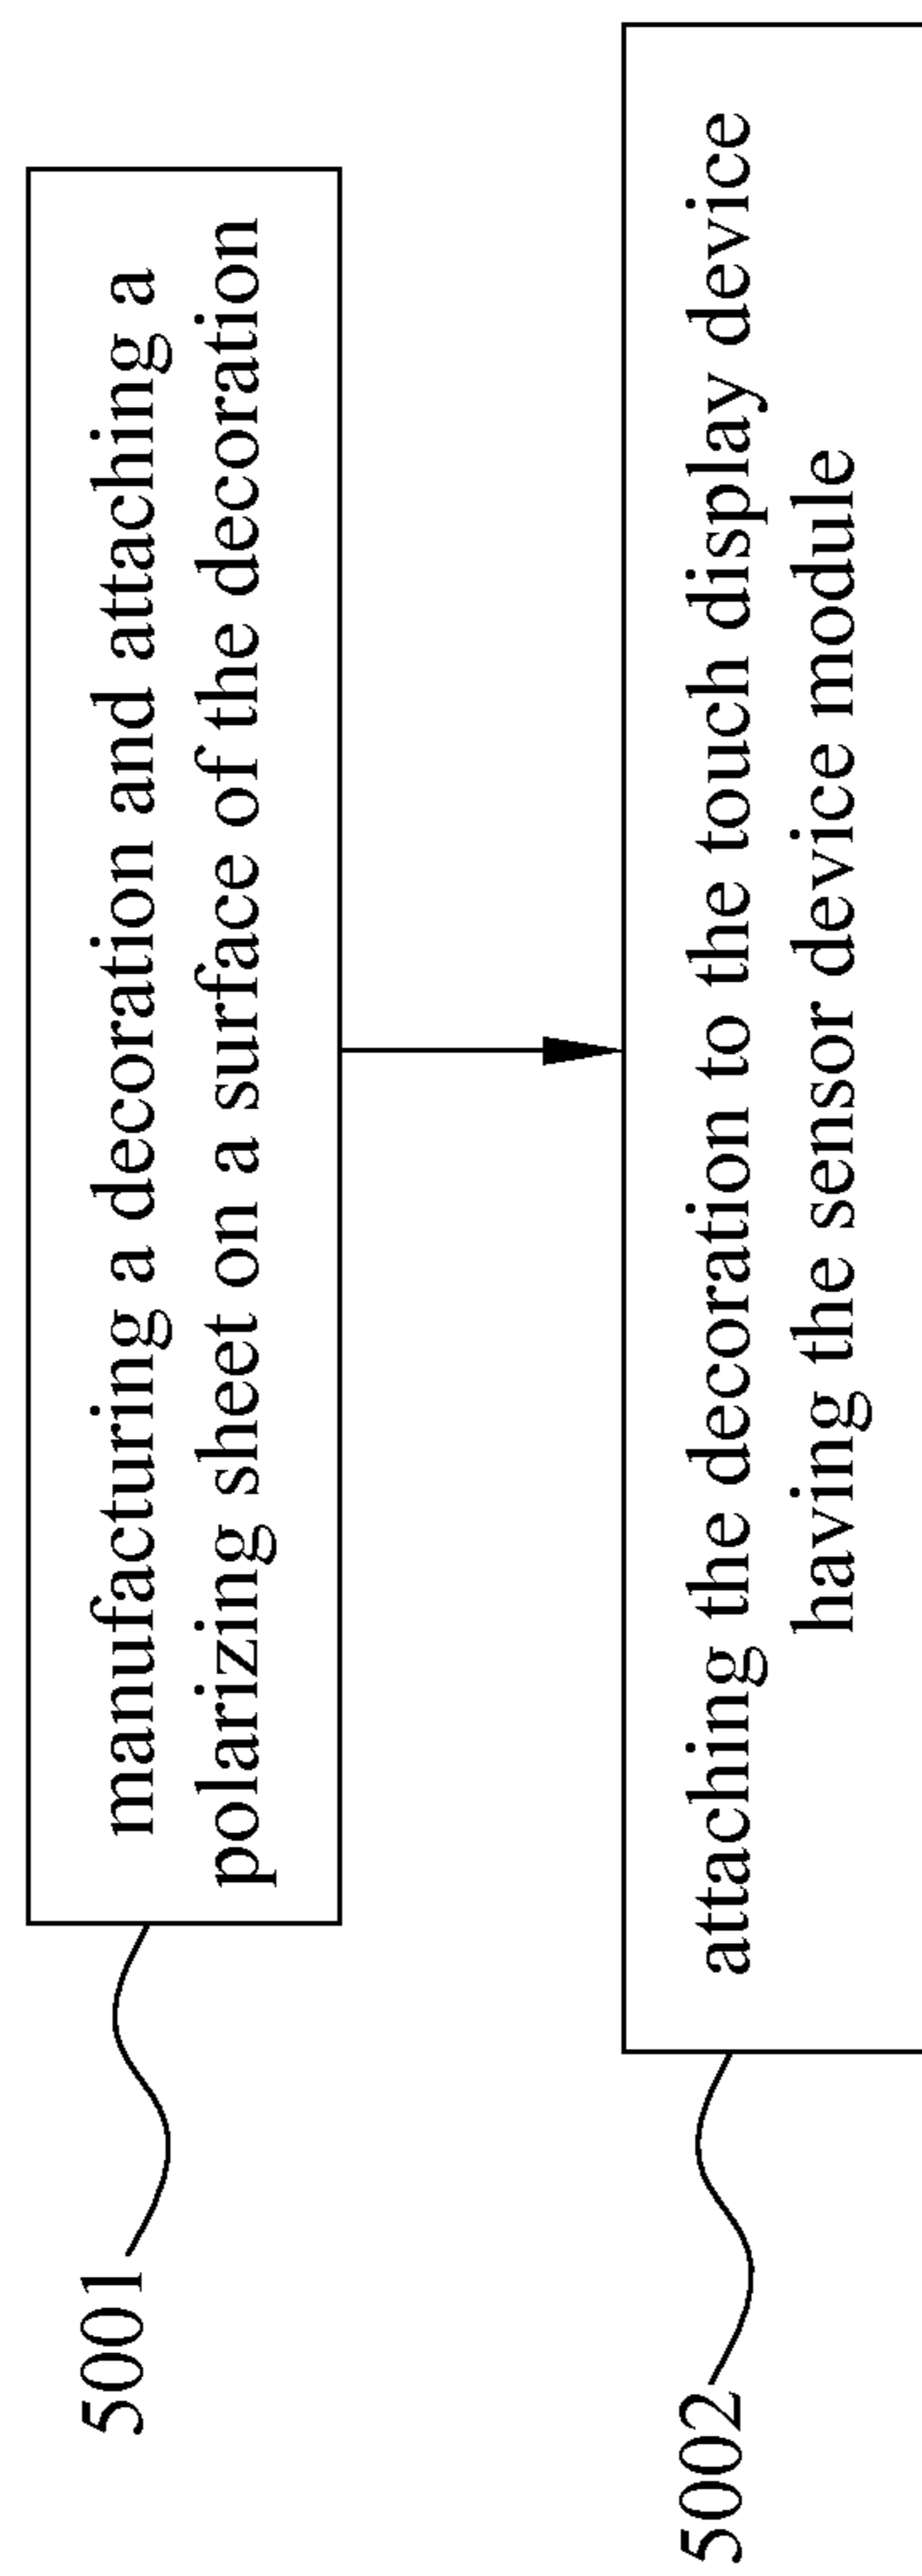 5001
manufacturing a decoration and attaching a
polarizing sheet on a surface of the decoration
5002
attaching the decoration to the touch display device
having the sensor device module